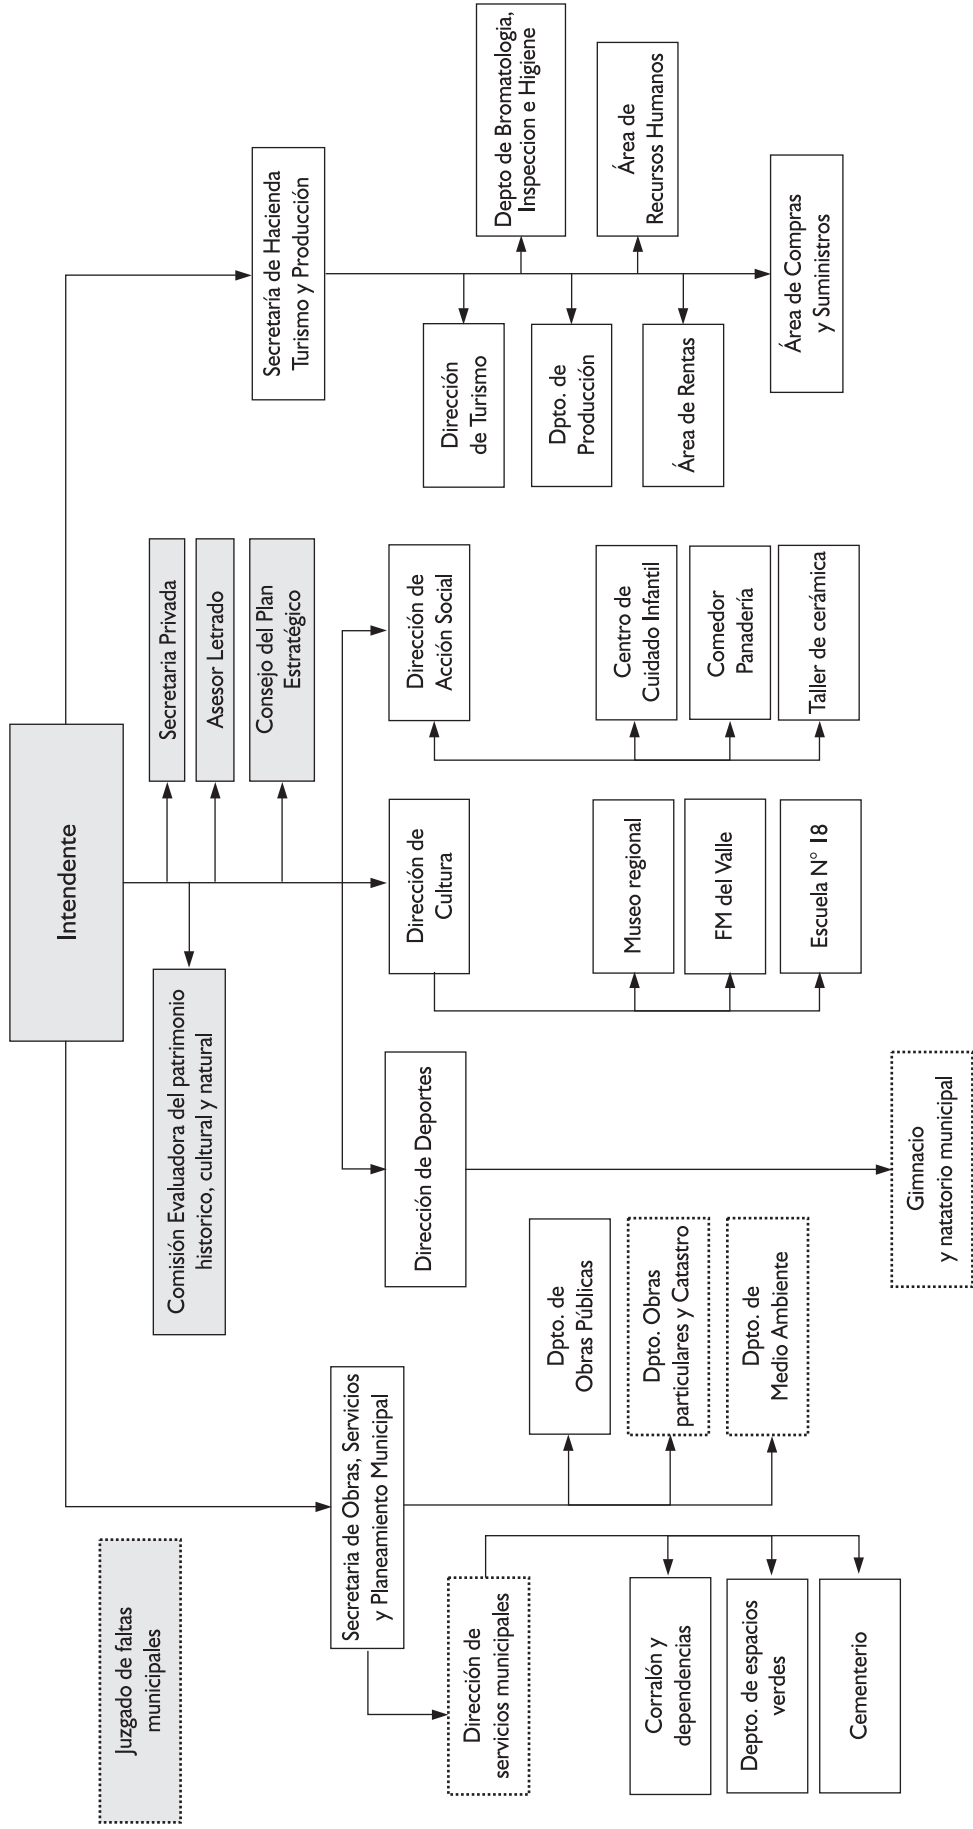 Intendente
Juzgado de faltas
municipales
Comisión Evaluadora del patrimonio
historico, cultural y natural
Secretaria Privada
Asesor Letrado
Consejo del Plan
Estratégico
Secretaría de Hacienda
Turismo y Producción
Secretaria de Obras, Servicios
y Planeamiento Municipal
Dirección de Deportes
Dirección de
Cultura
Dirección de
Acción Social
Dirección de
servicios municipales
Corralón y
dependencias
Depto. de espacios
verdes
Cementerio
Dpto. de
Obras Públicas
Dpto. Obras
particulares y Catastro
Dpto. de
Medio Ambiente
Gimnacio
y natatorio municipal
Museo regional
FM del Valle
Escuela N° 18
Centro de
Cuidado Infantil
Comedor
Panadería
Taller de cerámica
Dirección
de Turismo
Dpto. de
Producción
Área de Rentas
Depto de Bromatologia,
Inspeccion e Higiene
Área de
Recursos Humanos
Área de Compras
y Suministros